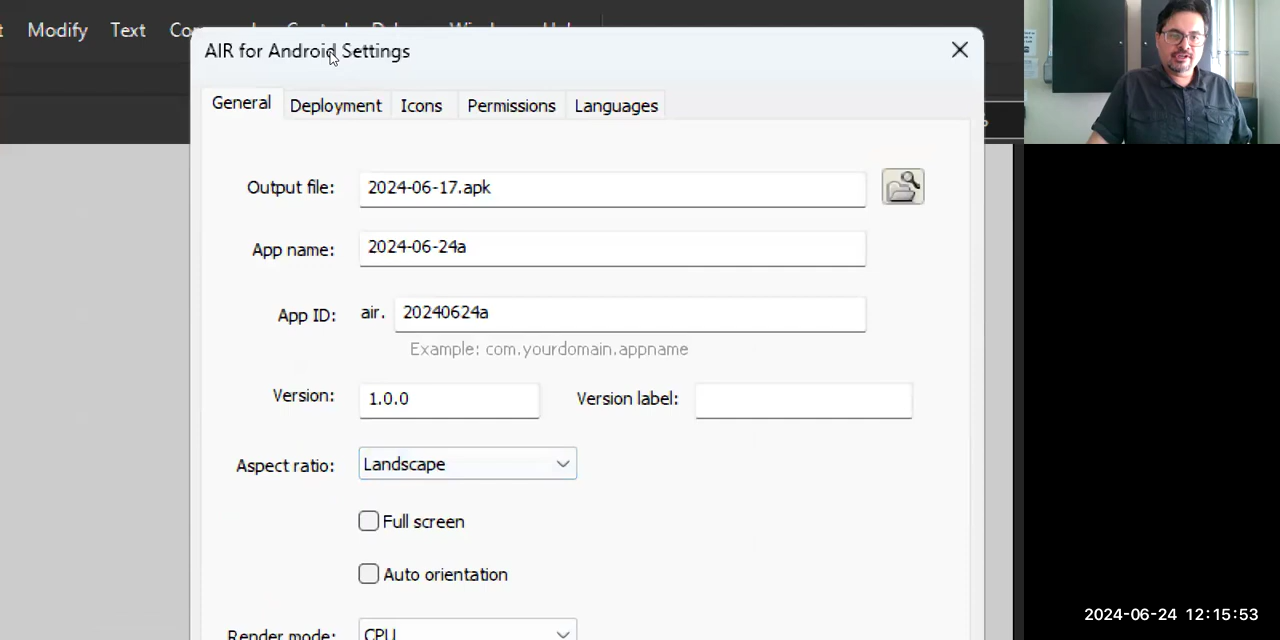 Modify Text
AIR for Android Settings
General Deployment Icons Permissions Languages
Output file: 2024-06-17.apk
App name: 2024-06-24a
App ID: air. 20240624a
Example: com.yourdomain.appname
Version: 1.0.0 Version label:
Aspect ratio: Landscape
Full screen
Auto orientation
Render mode: CPU
2024-06-24 12:15:53